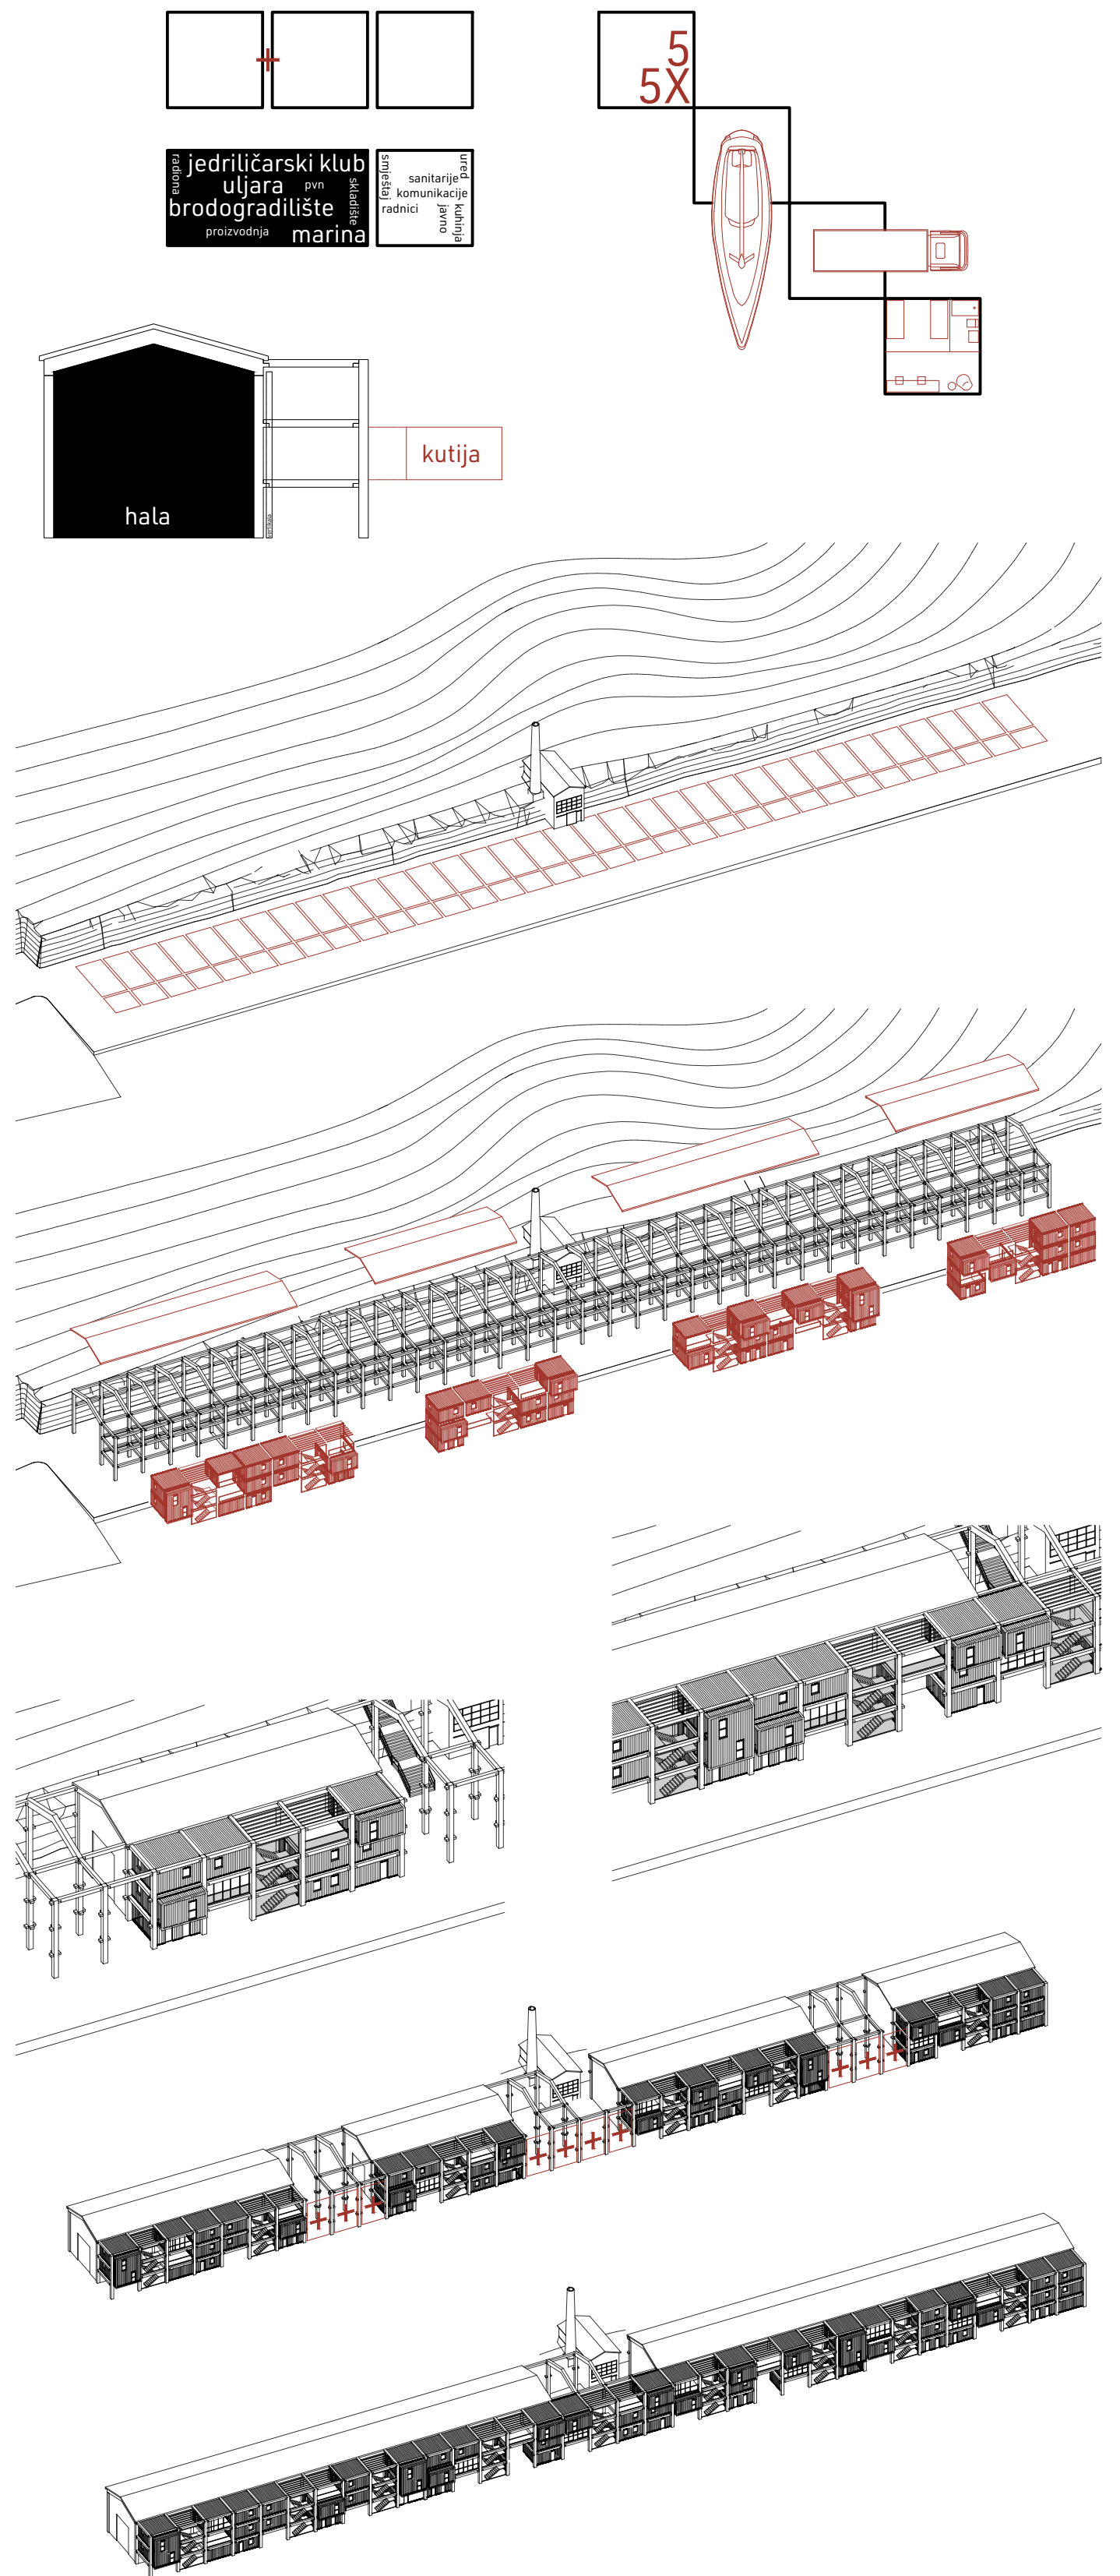 +
5
5X
radiona
jedriličarski klub
uljara
pvn
skladište
brodogradilište
proizvodnja
marina
smještaj
ured
sanitarije
komunikacije
radnici
javno
kuhinja
hala
kutija